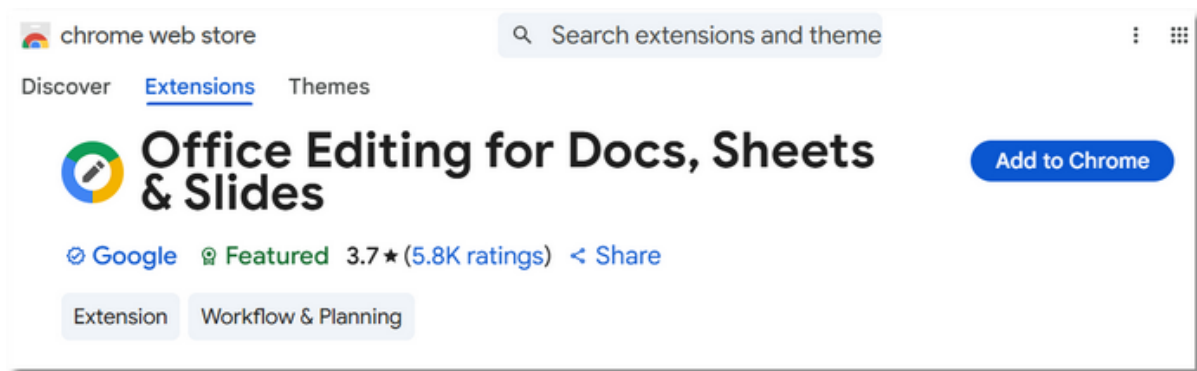 chrome web store
Search extensions and theme
Discover Extensions Themes
Office Editing for Docs, Sheets
& Slides
Add to Chrome
Google Featured 3.7★(5.8K ratings) Share
Extension Workflow & Planning